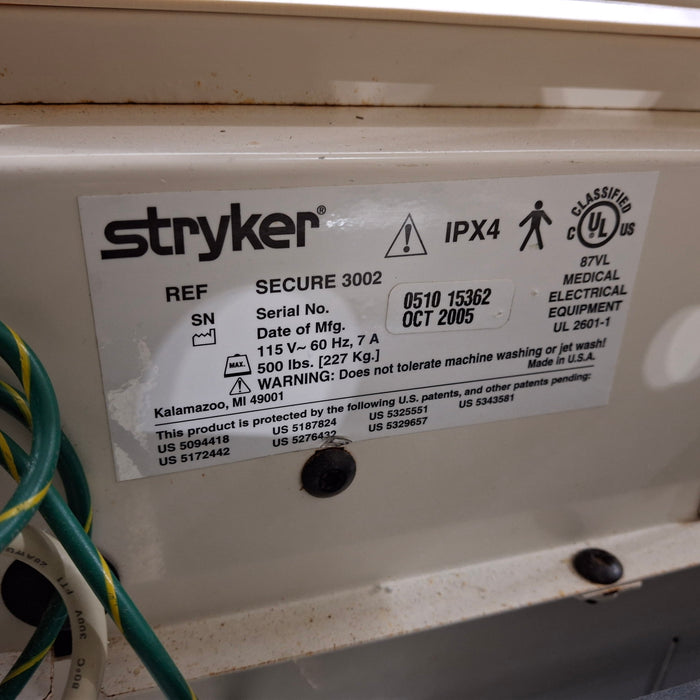 stryker®
IPX4
CLASSIFIED
C UL US
87VL
MEDICAL
ELECTRICAL
EQUIPMENT
UL 2601-1
REF SECURE 3002
SN Serial No. 0510 15362
Date of Mfg. OCT 2005
115 V~ 60 Hz, 7 A
MAX. 500 lbs. [227 Kg.]
WARNING: Does not tolerate machine washing or jet wash!
Kalamazoo, MI 49001 Made in U.S.A.
This product is protected by the following U.S. patents, and other patents pending:
US 5094418 US 5187824 US 5325551 US 5343581
US 5172442 US 5276432 US 5329657
300V FT1
80°C